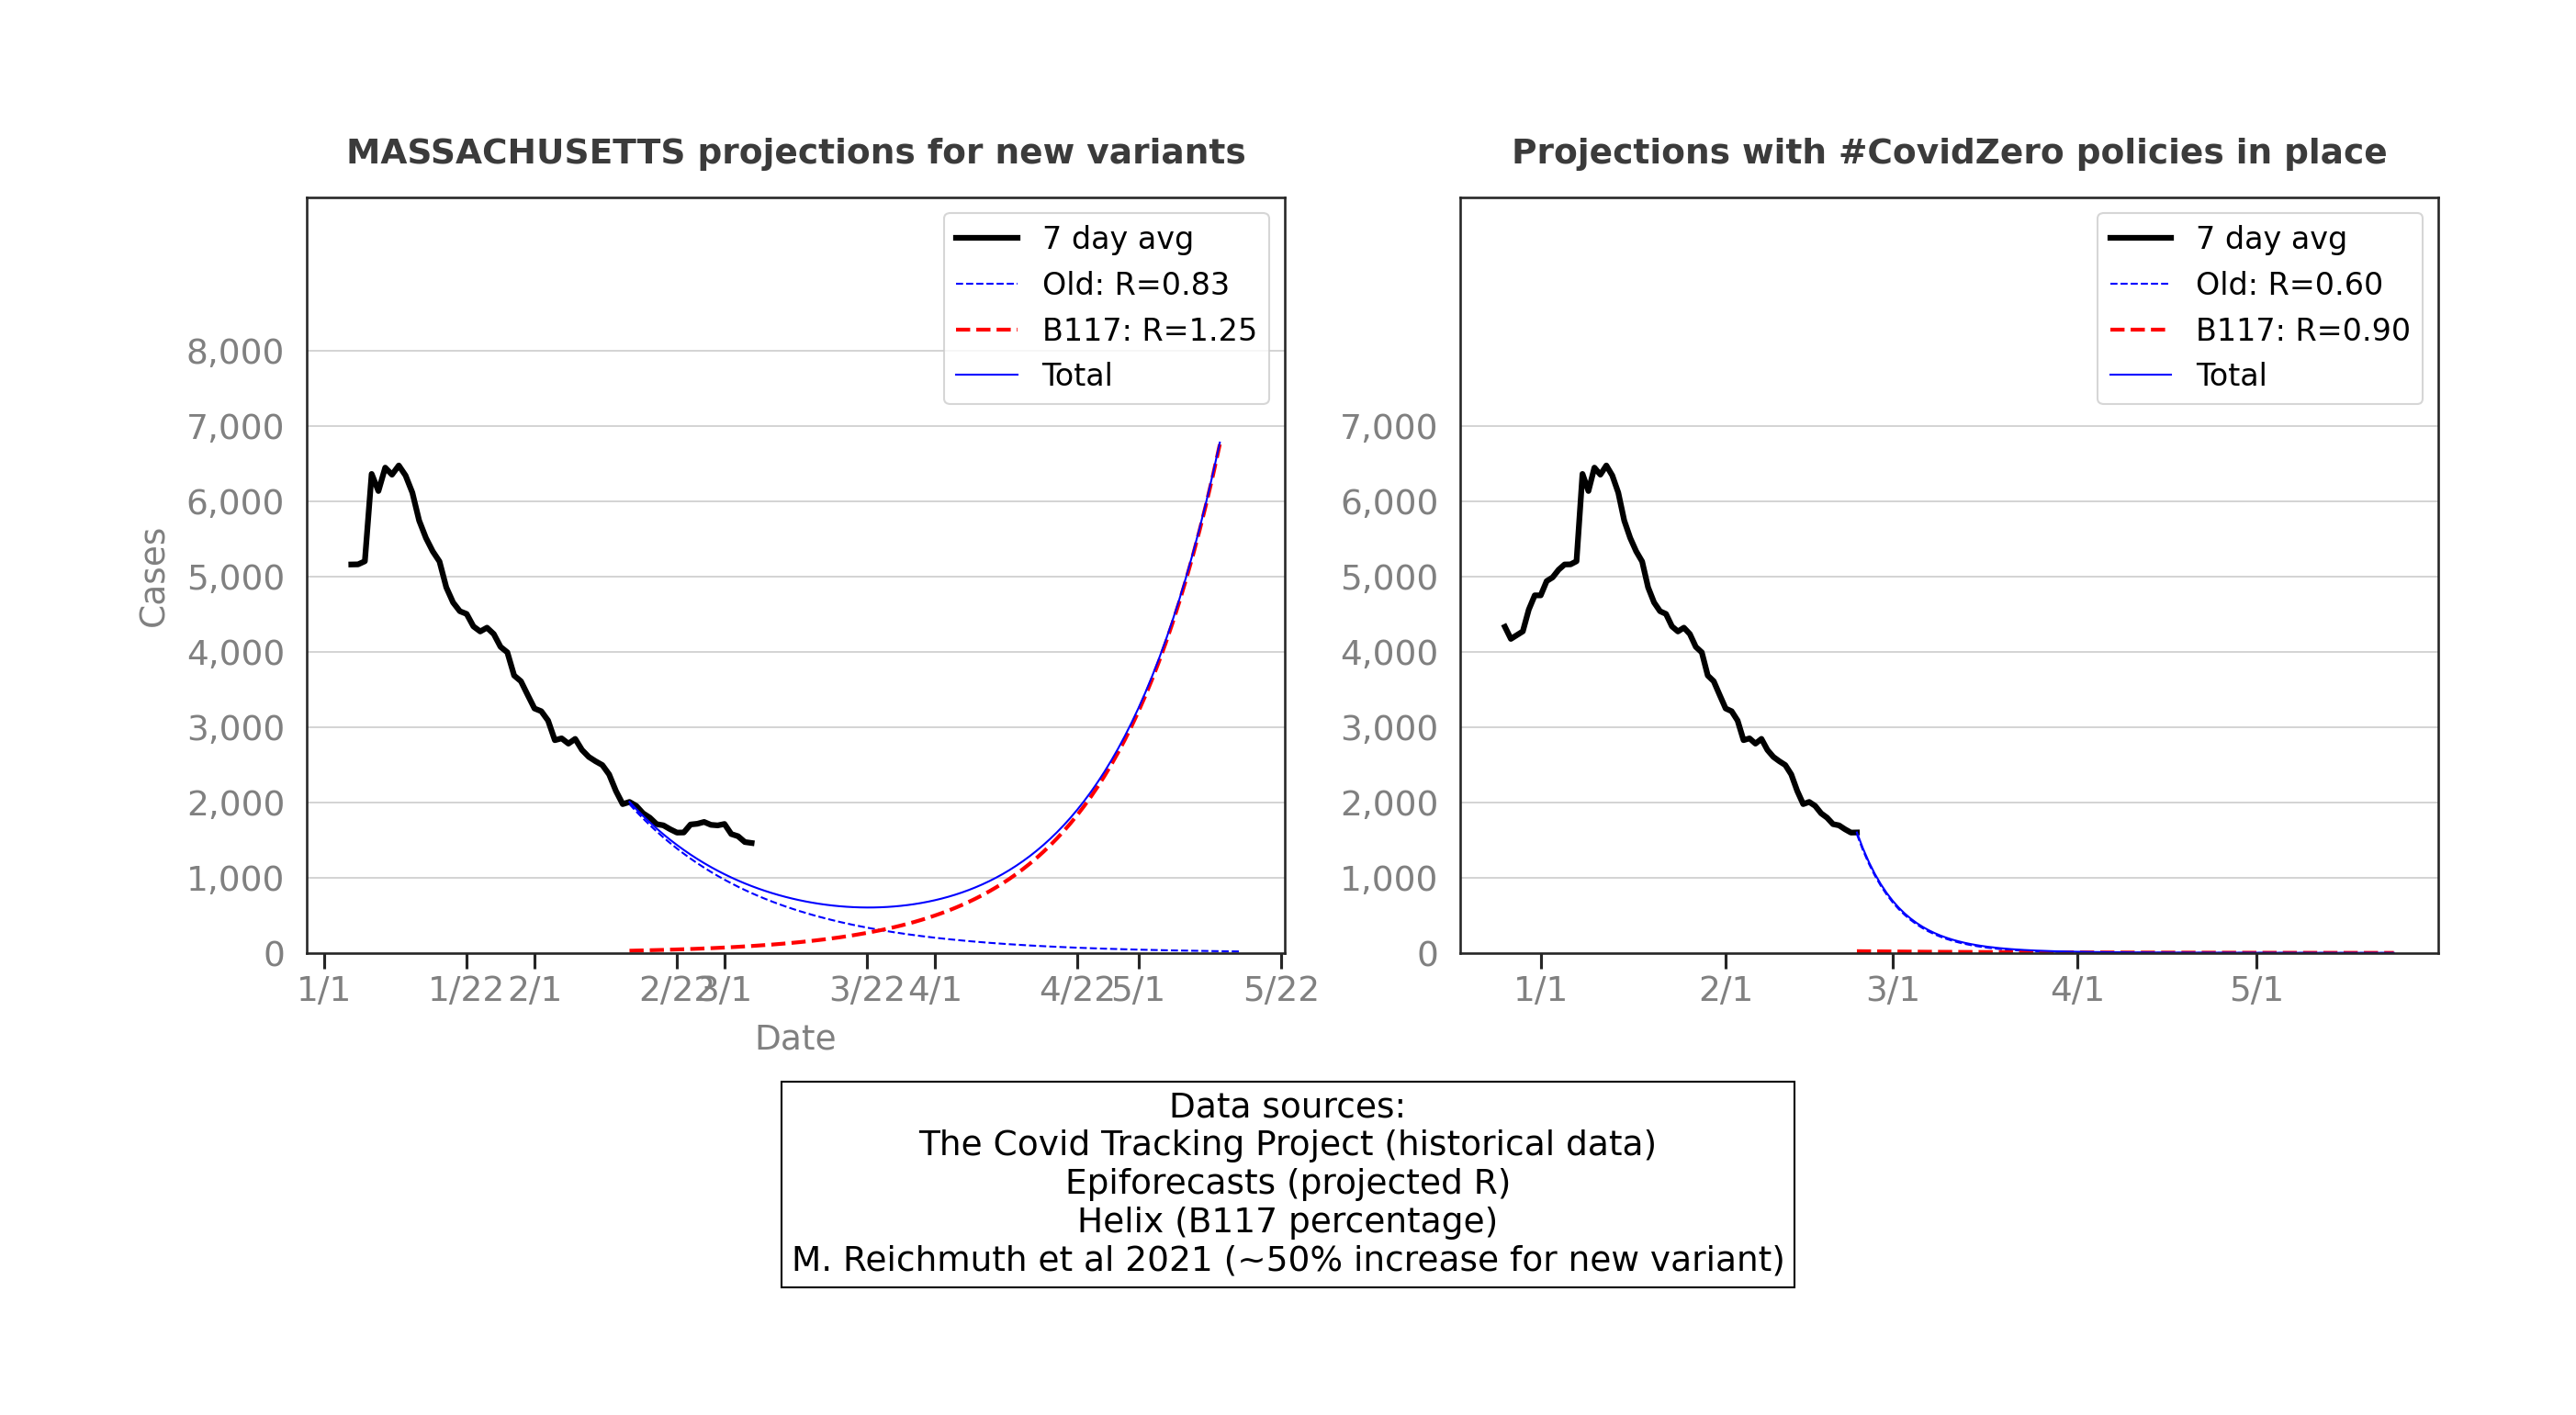 MASSACHUSETTS projections for new variants
7 day avg
Old: R=0.83
B117: R=1.25
Total
8,000
7,000
6,000
5,000
4,000
3,000
2,000
1,000
0
Cases
1/1 1/22 2/1 2/22 3/1 3/22 4/1 4/22 5/1 5/22
Date
Projections with #CovidZero policies in place
7 day avg
Old: R=0.60
B117: R=0.90
Total
7,000
6,000
5,000
4,000
3,000
2,000
1,000
0
1/1 2/1 3/1 4/1 5/1
Data sources:
The Covid Tracking Project (historical data)
Epiforecasts (projected R)
Helix (B117 percentage)
M. Reichmuth et al 2021 (~50% increase for new variant)